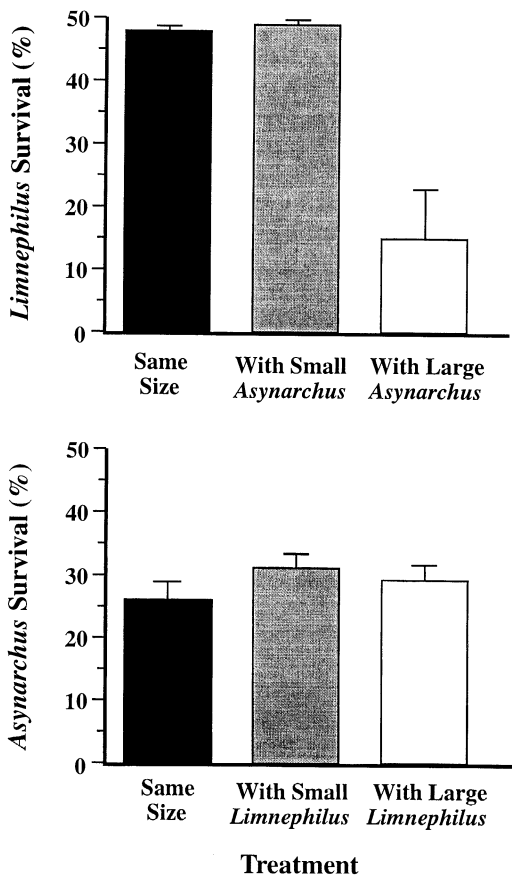 Limnephilus Survival (%)
50
40
30
20
10
0
Same
Size
With Small
Asynarchus
With Large
Asynarchus
Asynarchus Survival (%)
50
40
30
20
10
0
Same
Size
With Small
Limnephilus
With Large
Limnephilus
Treatment